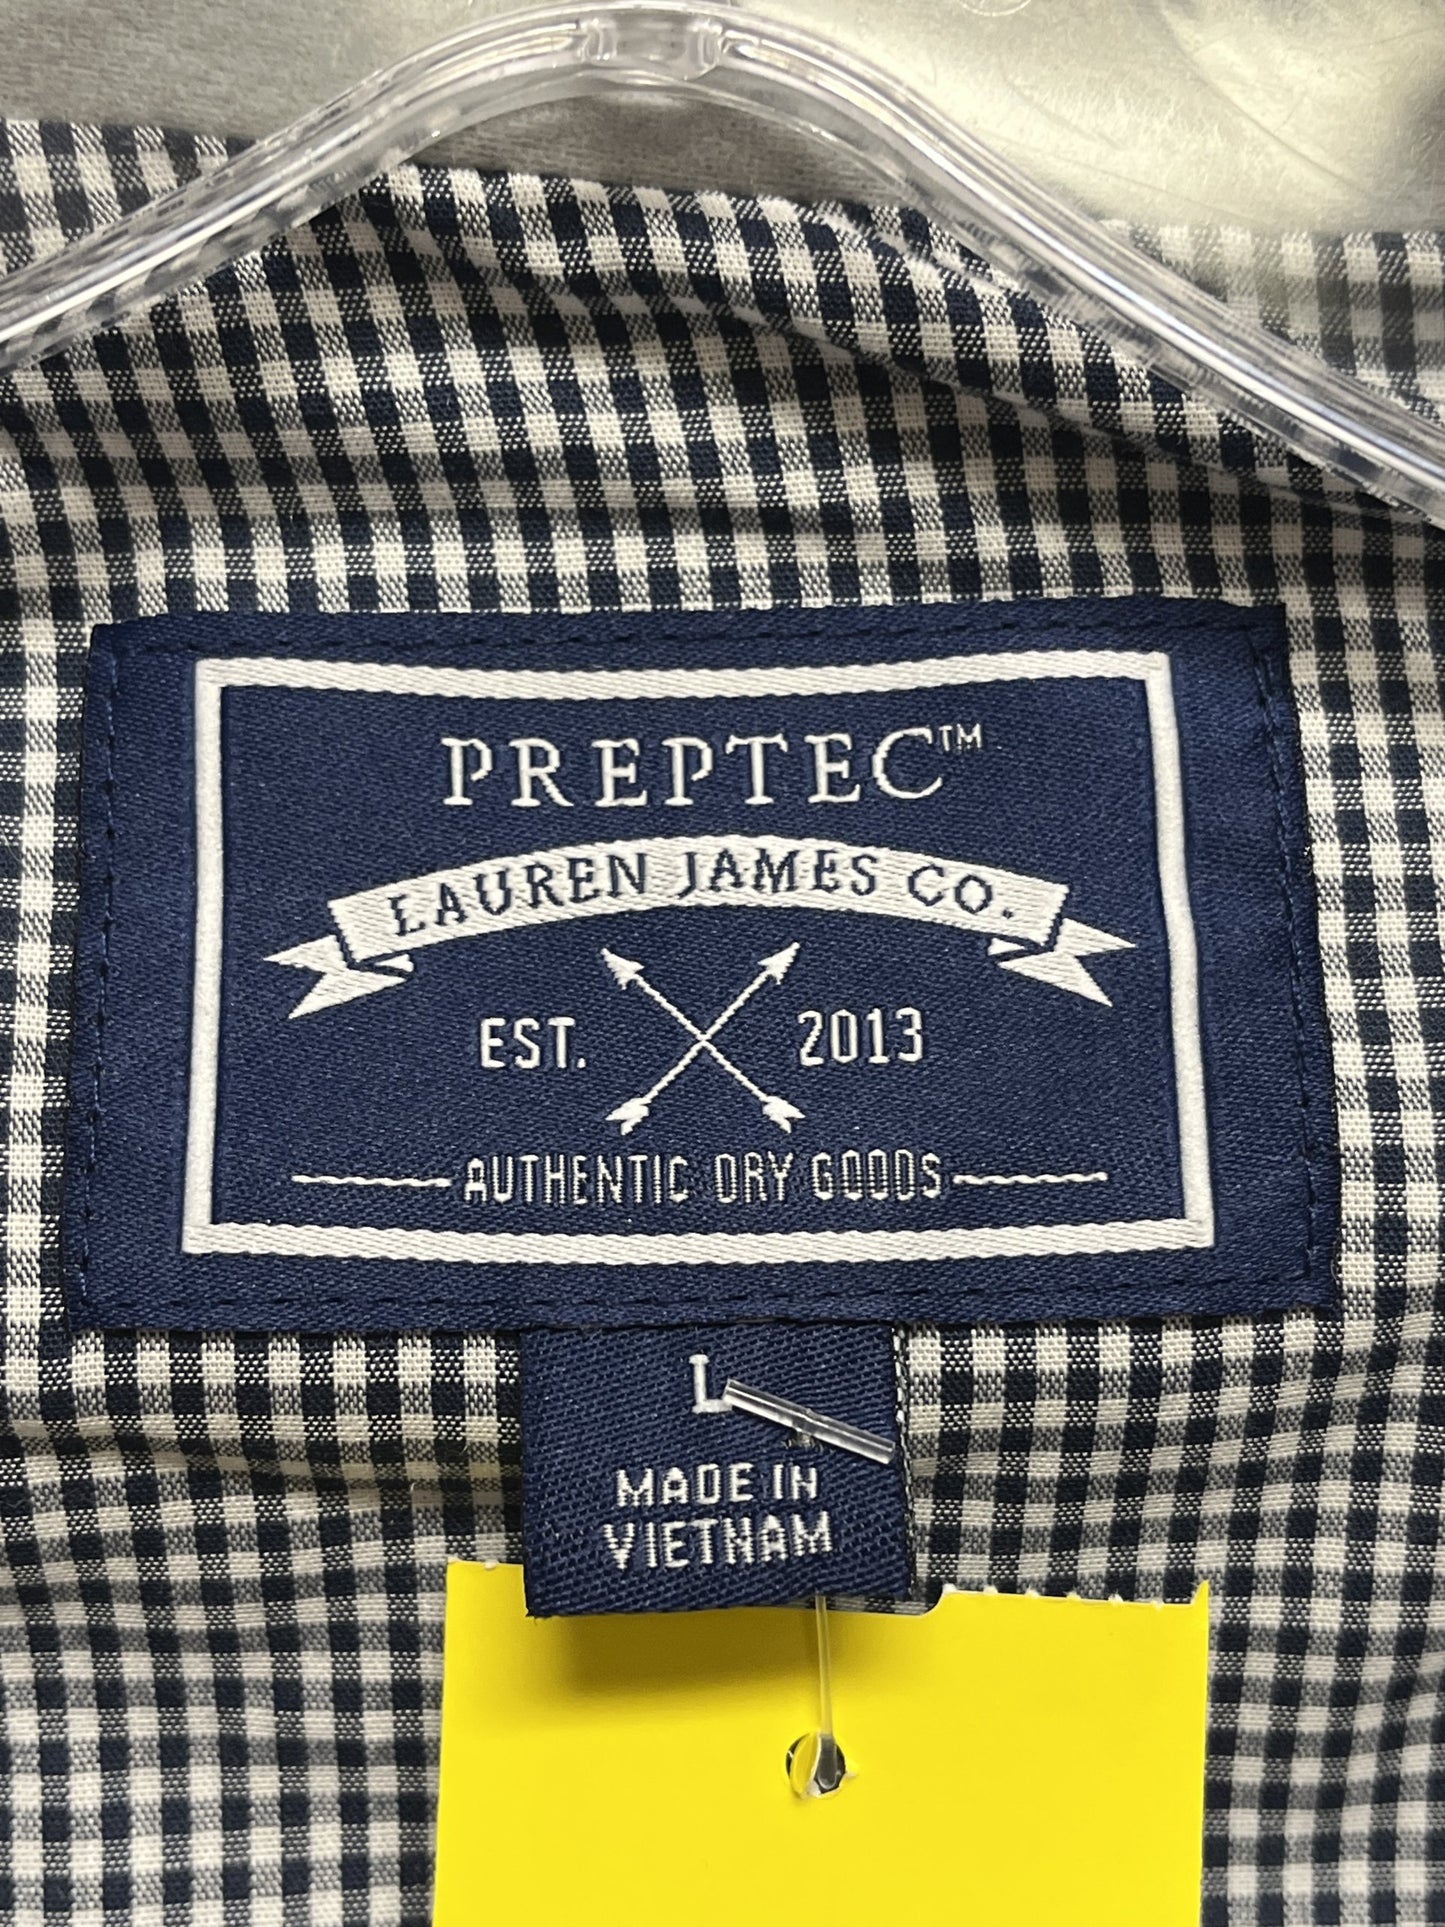 PREPTEC™
LAUREN JAMES CO.
EST. 2013
AUTHENTIC DRY GOODS
L
MADE IN
VIETNAM